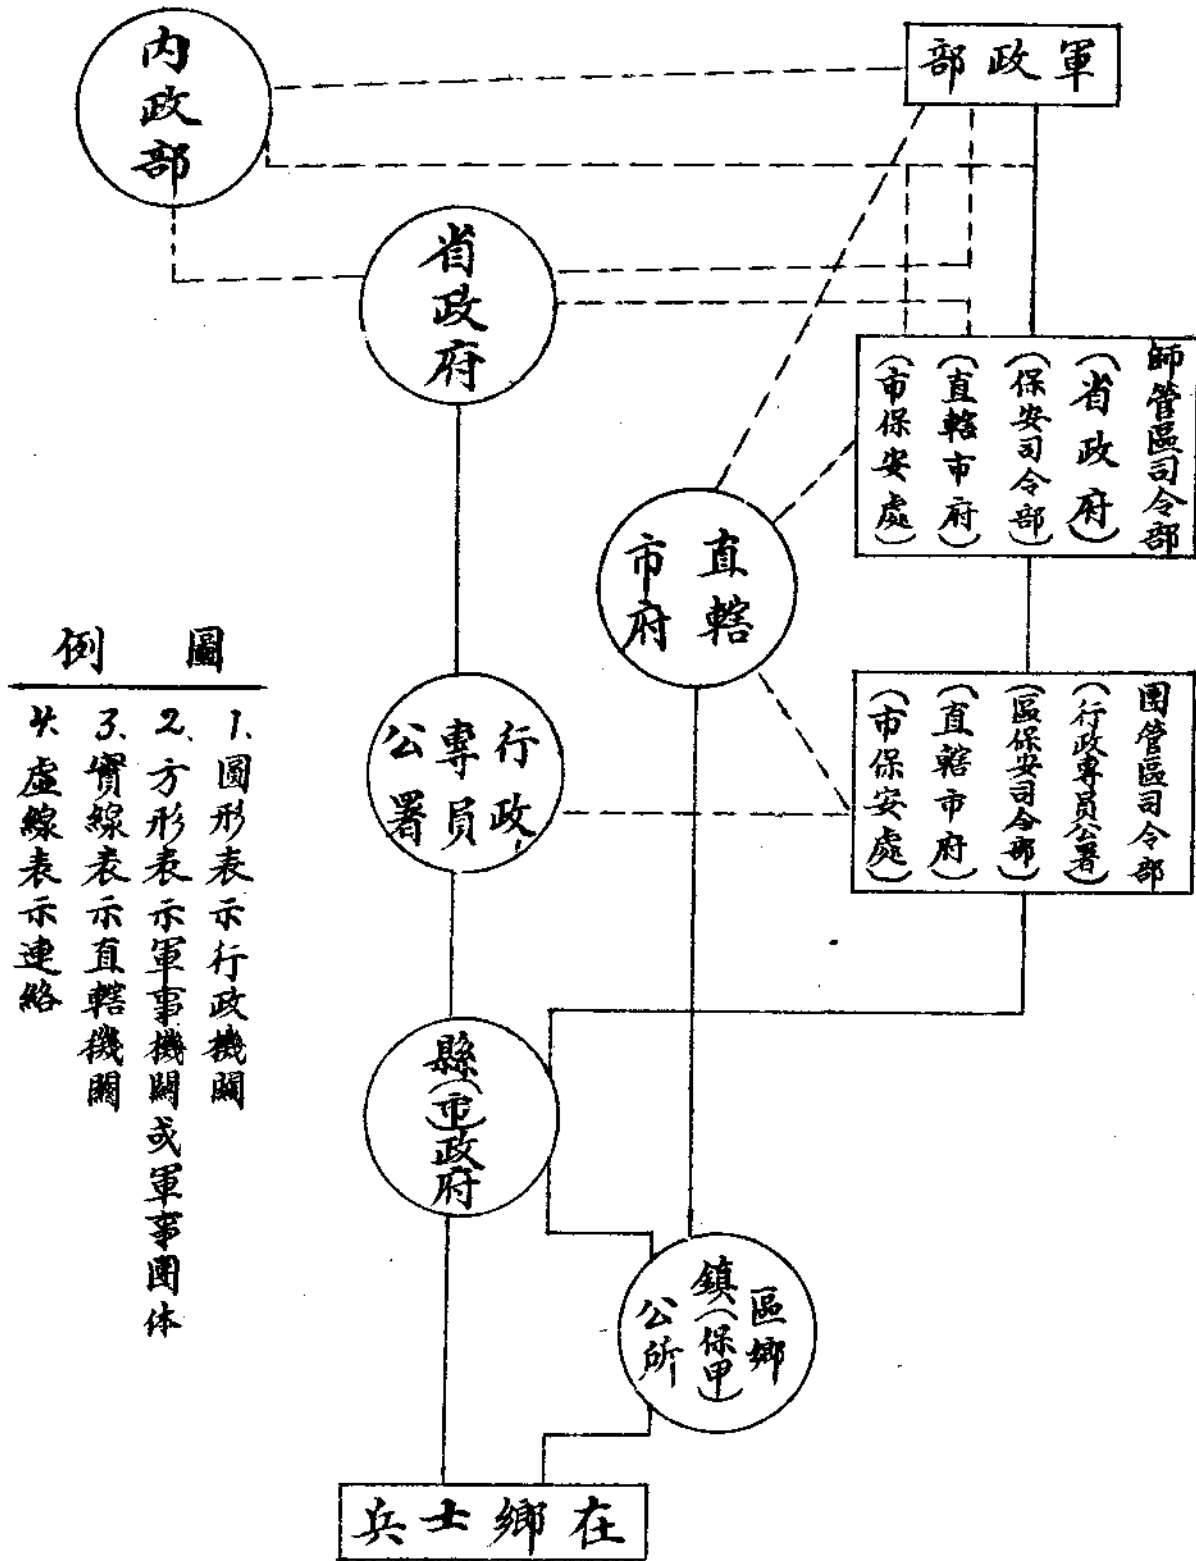 軍政部
內政部
省政府
師管區司令部
(省政府)
(保安司令部)
(直轄市府)
(市保安處)
直轄
市府
團管區司令部
(行政專員公署)
(區保安司令部)
(直轄市府)
(市保安處)
行政
專員
公署
縣(市)政府
區鄉
鎮(保甲)
公所
在鄉士兵
圖例
1.圓形表示行政機關
2.方形表示軍事機關或軍事團体
3.實線表示直轄機關
4.虛線表示連絡